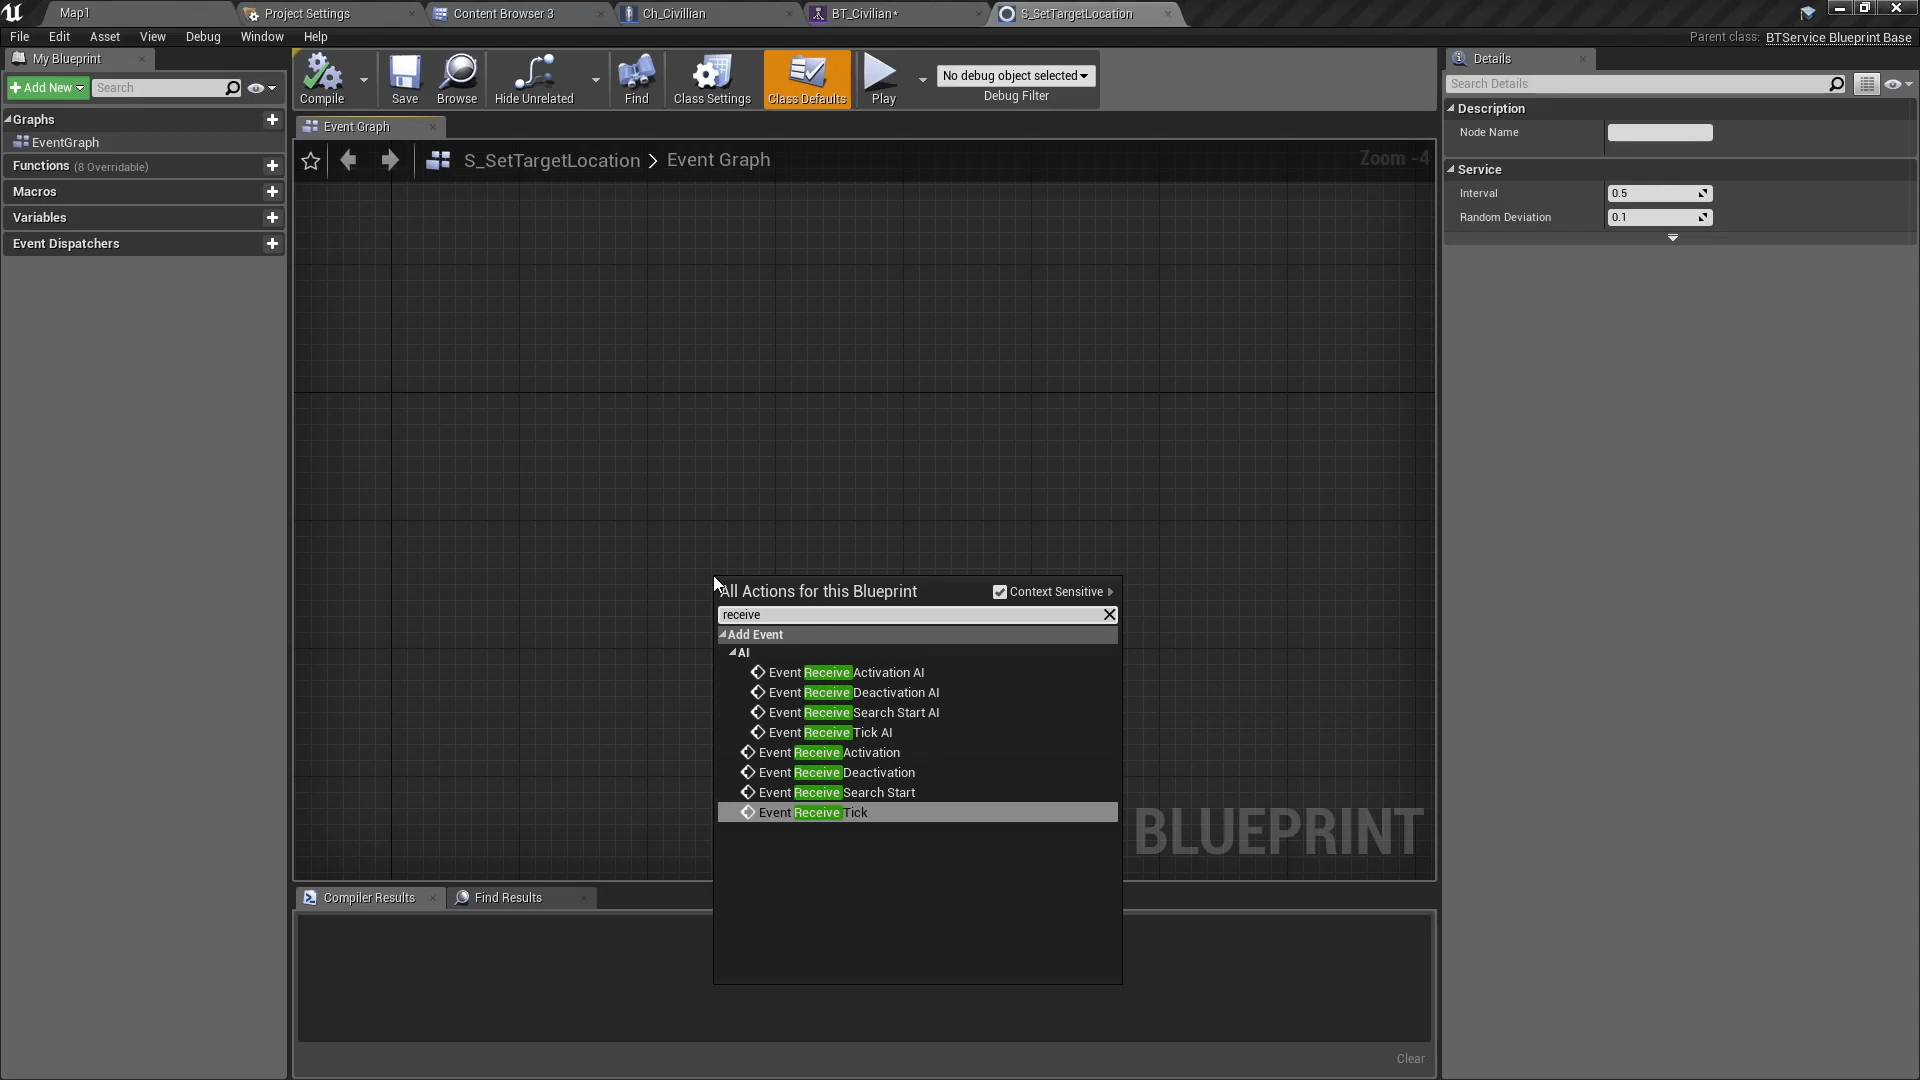 Map1
Project Settings
Content Browser 3
Ch_Civillian
BT_Civilian*
S_SetTargetLocation
File Edit Asset View Debug Window Help
Parent class: BTService Blueprint Base
My Blueprint
Add New
Search
Compile
Save
Browse
Hide Unrelated
Find
Class Settings
Class Defaults
Play
No debug object selected
Debug Filter
Details
Search Details
Graphs
EventGraph
Functions (8 Overridable)
Macros
Variables
Event Dispatchers
Event Graph
S_SetTargetLocation > Event Graph
Zoom -4
Description
Node Name
Service
Interval 0.5
Random Deviation 0.1
All Actions for this Blueprint
Context Sensitive
receive
Add Event
AI
Event Receive Activation AI
Event Receive Deactivation AI
Event Receive Search Start AI
Event Receive Tick AI
Event Receive Activation
Event Receive Deactivation
Event Receive Search Start
Event Receive Tick
BLUEPRINT
Compiler Results
Find Results
Clear